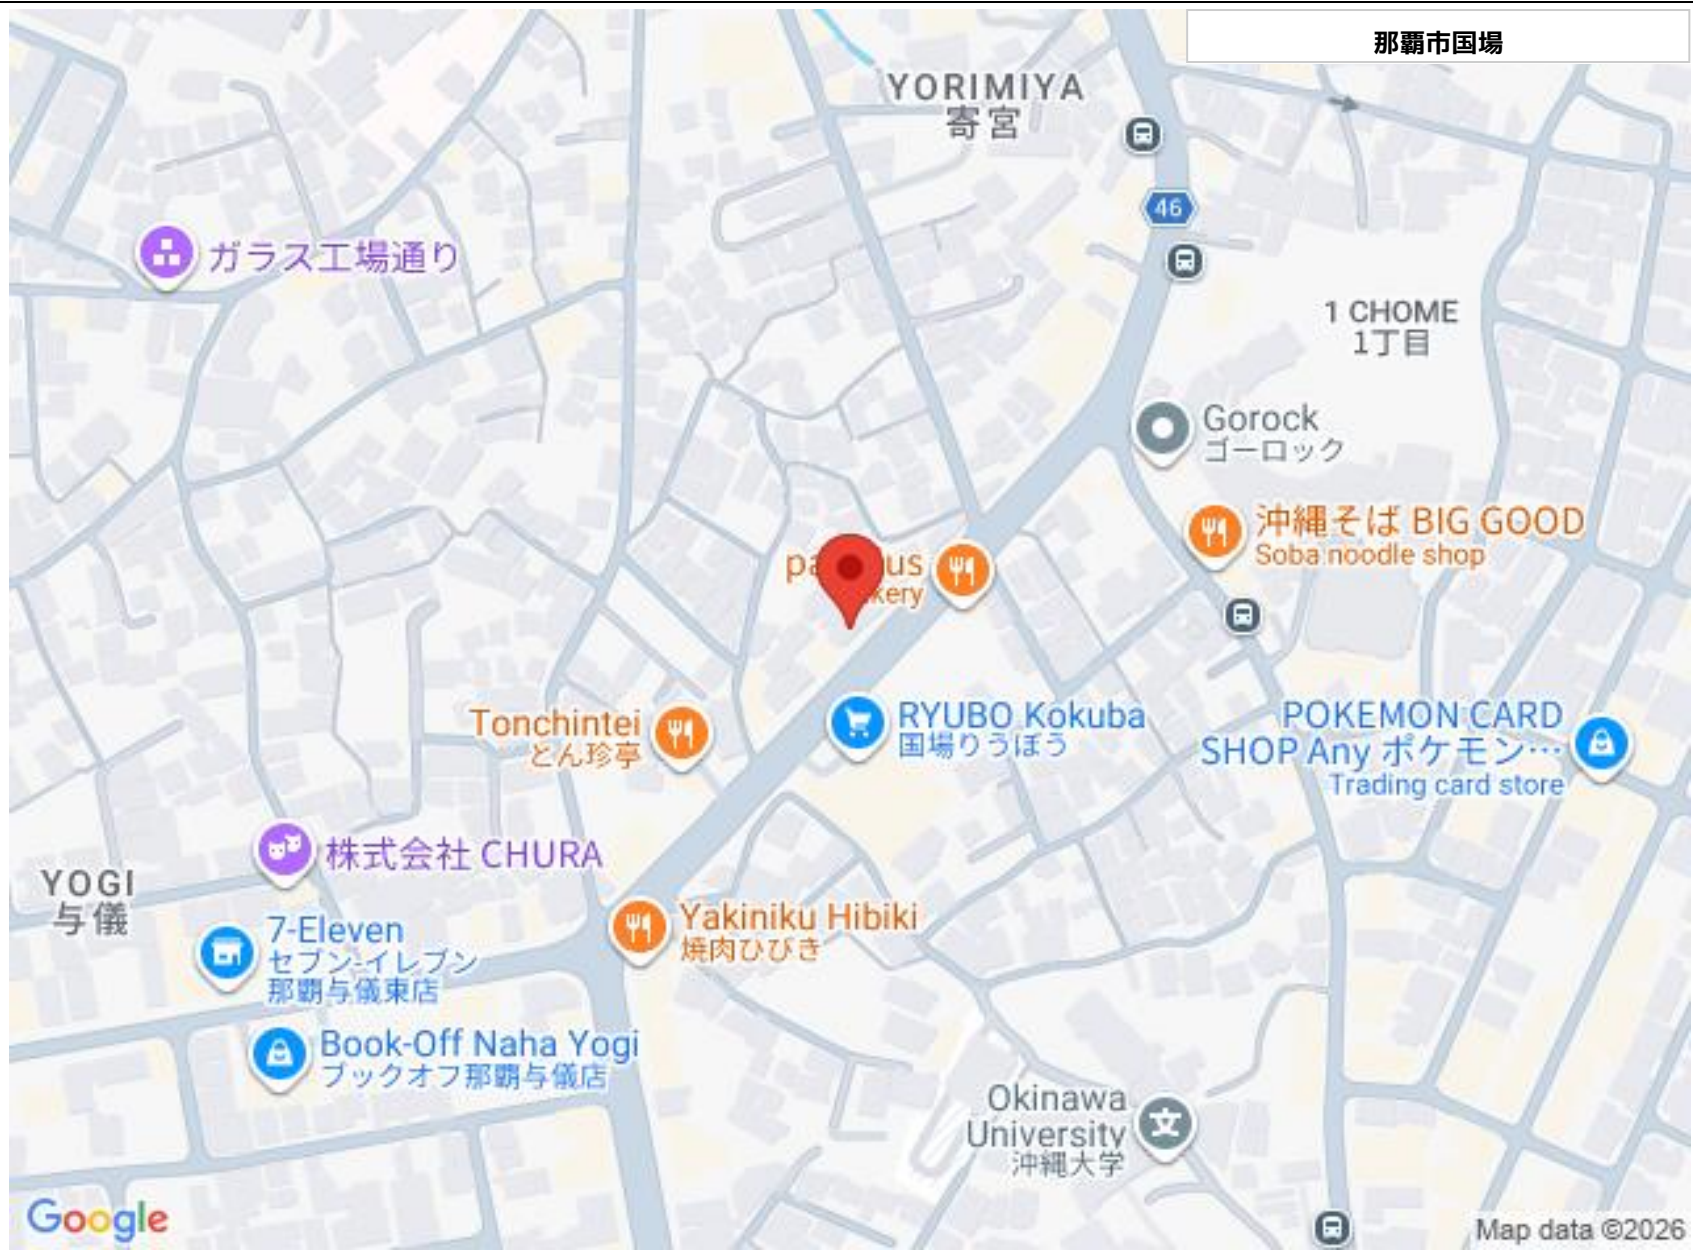 那覇市国場
YORIMIYA
寄宮
46
ガラス工場通り
1 CHOME
1丁目
Gorock
ゴーロック
沖縄そば BIG GOOD
Soba noodle shop
RYUBO Kokuba
国場りうぼう
Tonchintei
とん珍亭
POKEMON CARD
SHOP Any ポケモン…
Trading card store
株式会社 CHURA
YOGI
与儀
7-Eleven
セブン-イレブン
那覇与儀東店
Yakiniku Hibiki
焼肉ひびき
Book-Off Naha Yogi
ブックオフ那覇与儀店
Okinawa
University
沖縄大学
文
Google
Map data ©2026